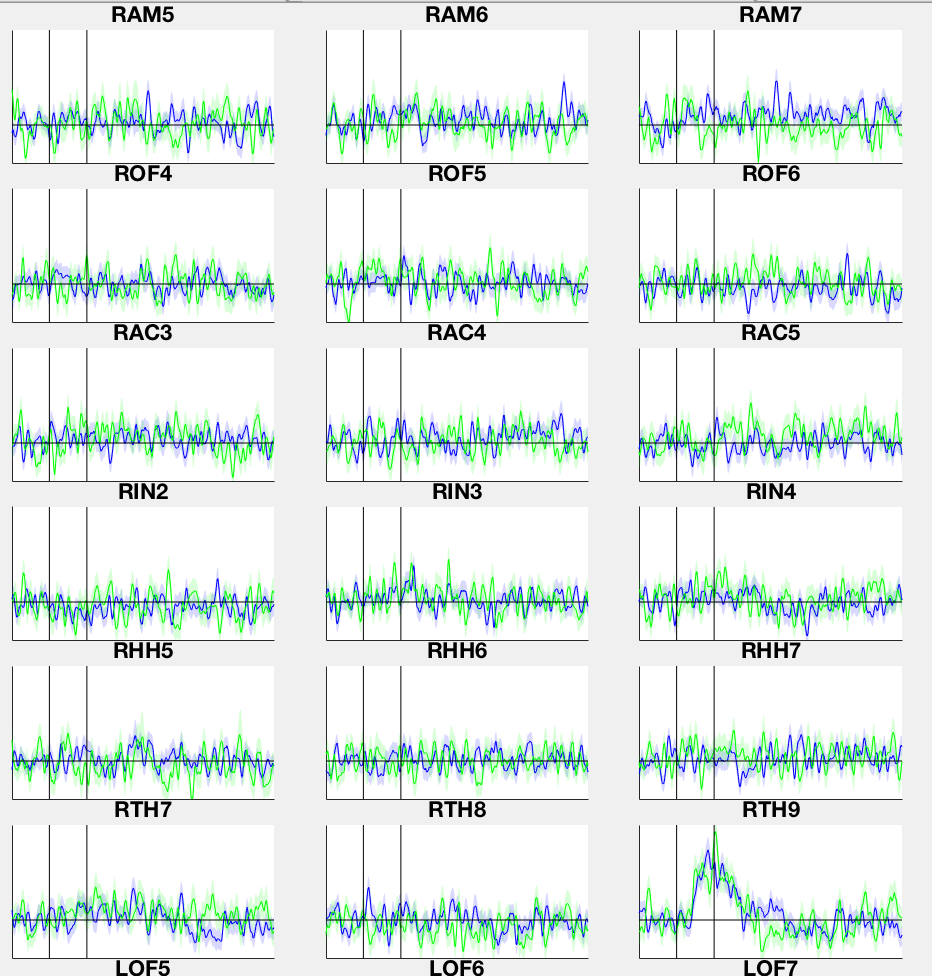 RAM5 RAM6 RAM7
ROF4 ROF5 ROF6
RAC3 RAC4 RAC5
RIN2 RIN3 RIN4
RHH5 RHH6 RHH7
RTH7 RTH8 RTH9
LOF5 LOF6 LOF7